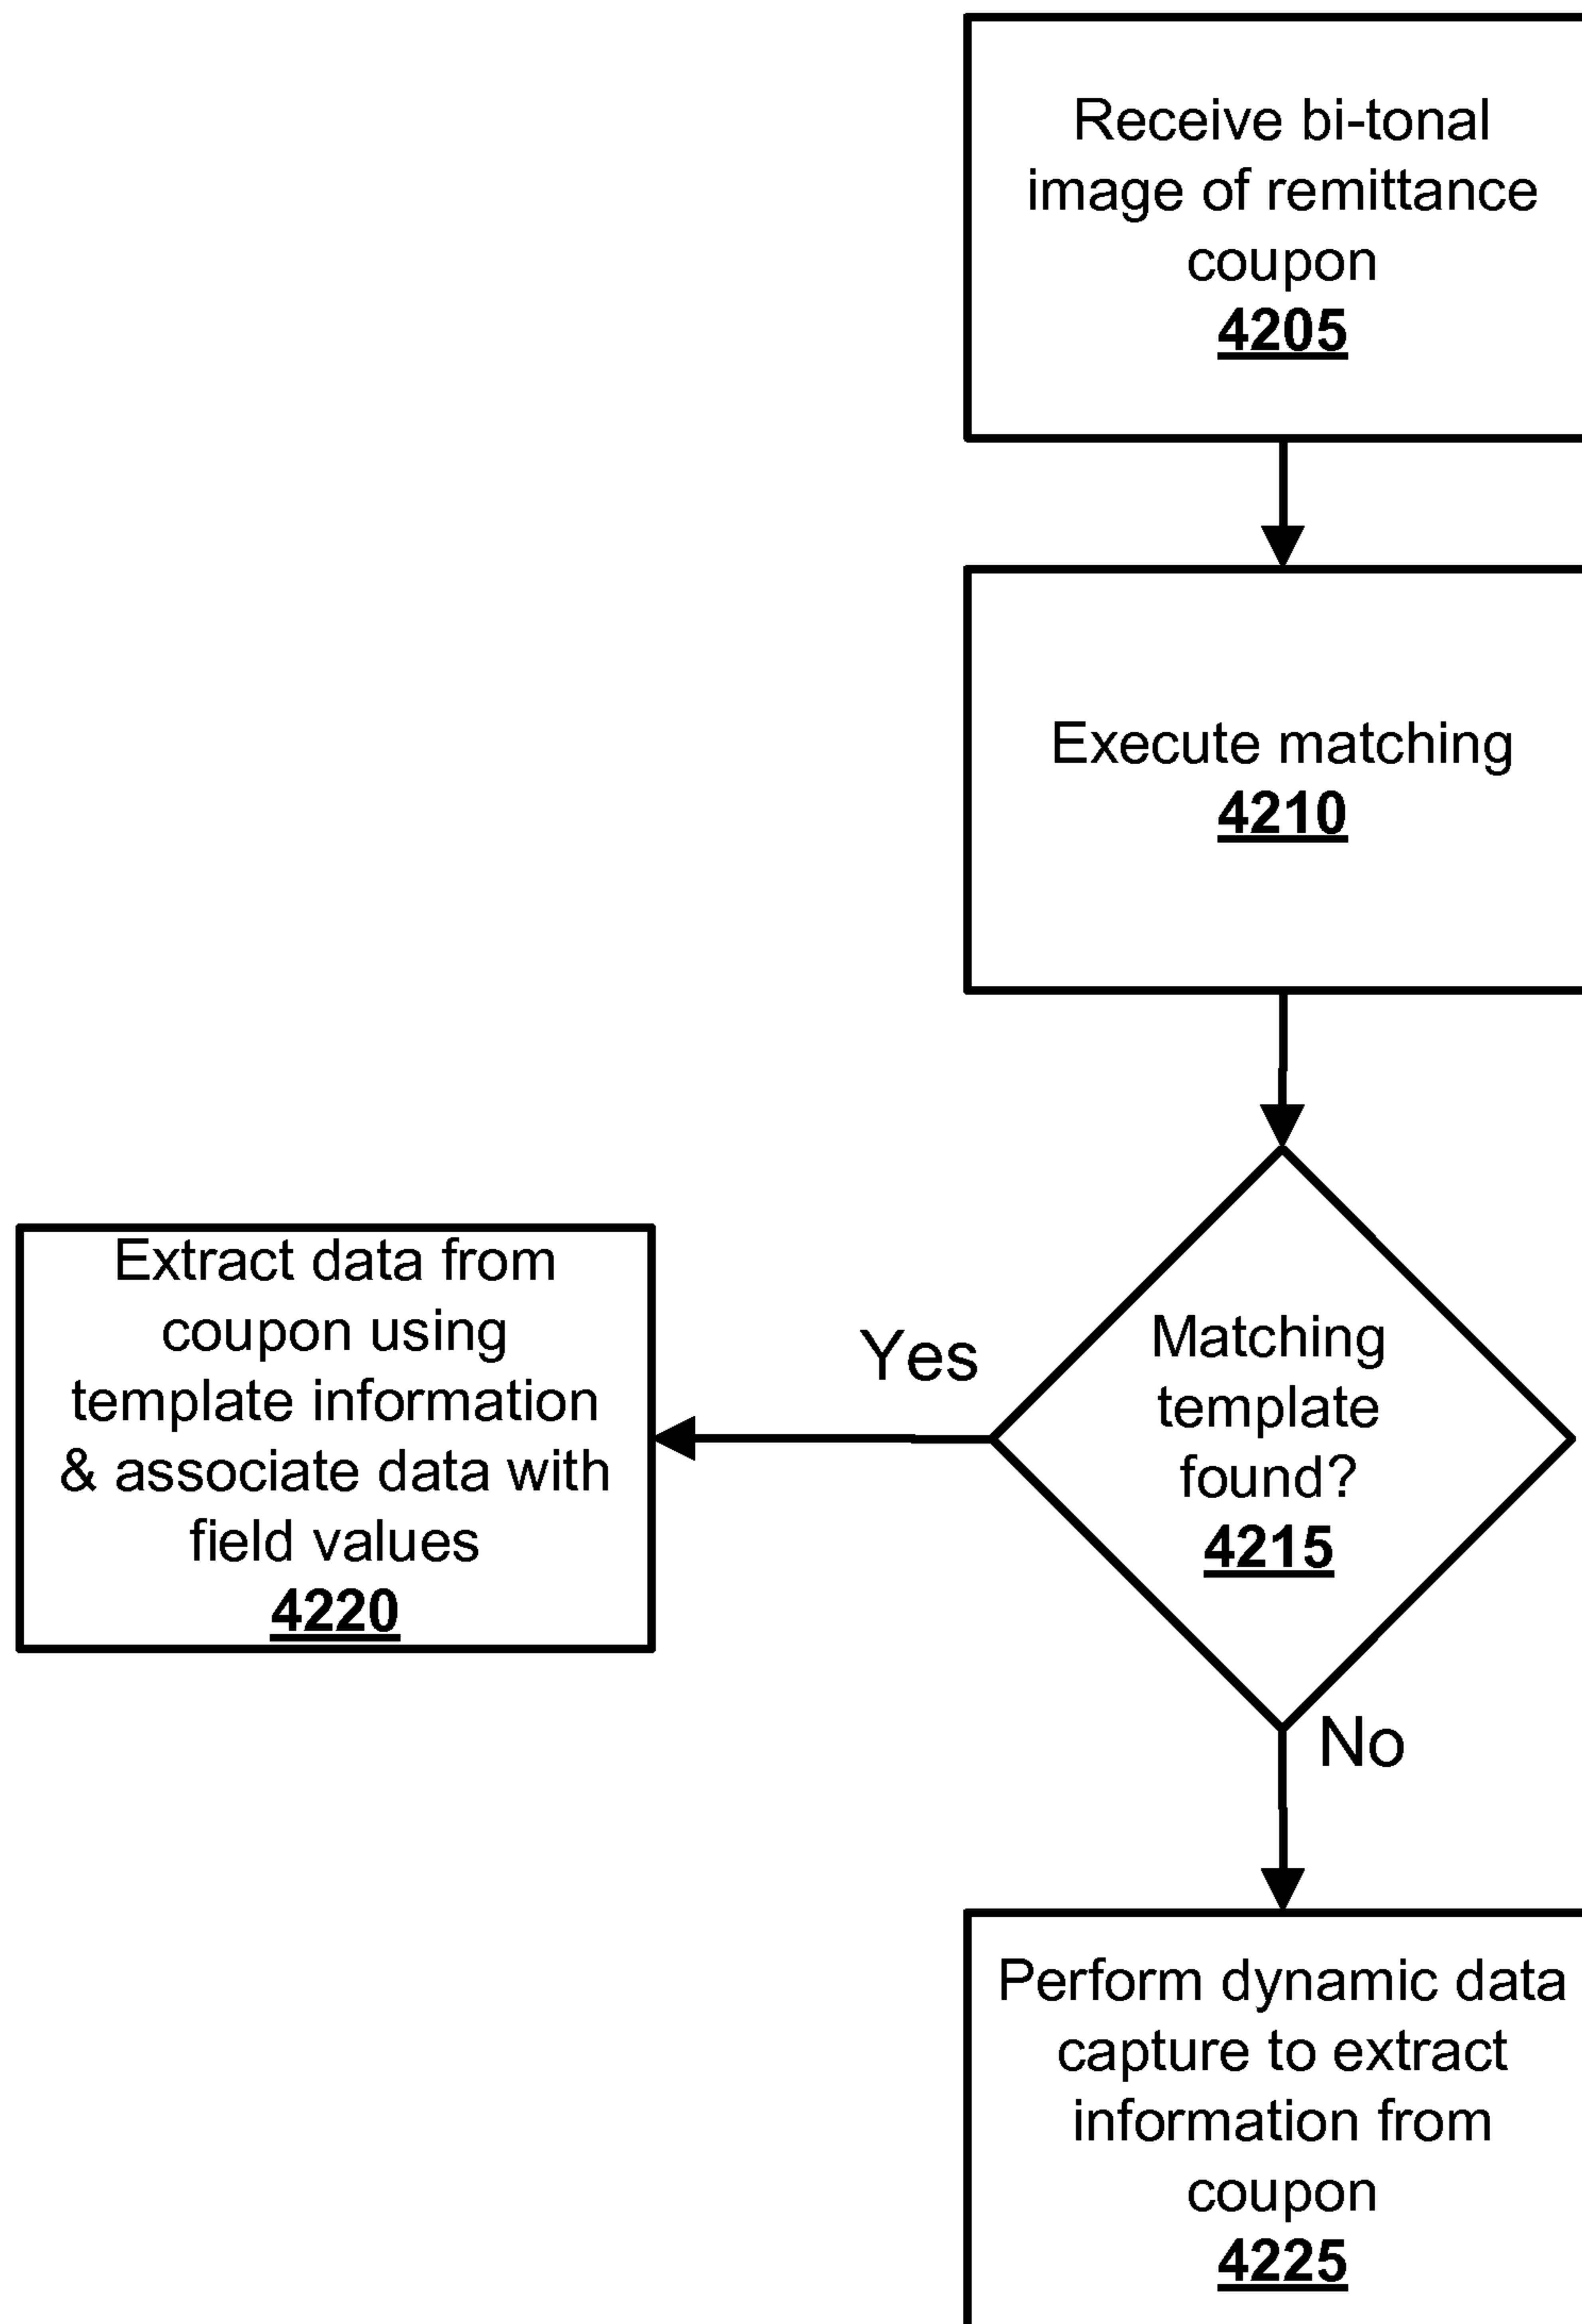 Receive bi-tonal
image of remittance
coupon
4205
Execute matching
4210
Matching
template
found?
4215
Yes
Extract data from
coupon using
template information
& associate data with
field values
4220
No
Perform dynamic data
capture to extract
information from
coupon
4225